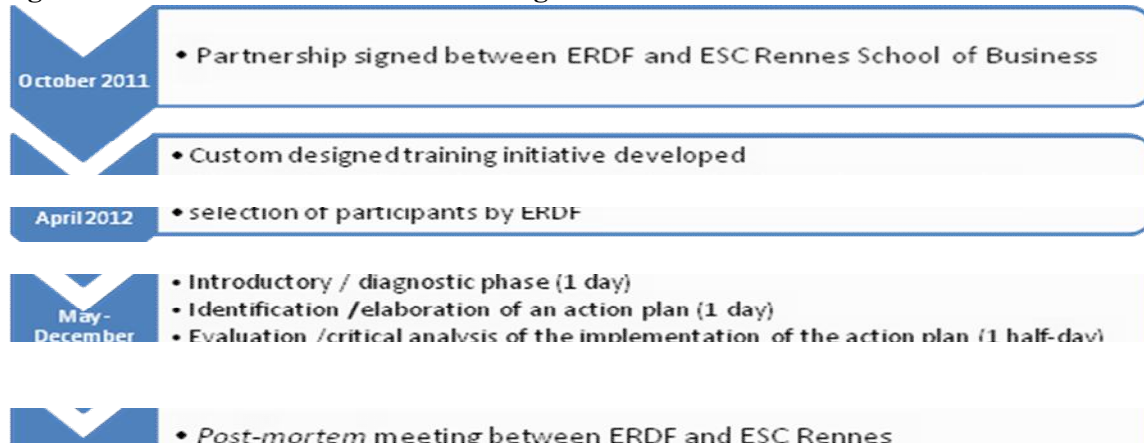 October 2011
• Partnership signed between ERDF and ESC Rennes School of Business
• Custom designed training initiative developed
April 2012
• selection of participants by ERDF
• Introductory / diagnostic phase (1 day)
• Identification /elaboration of an action plan (1 day)
May -
December
• Evaluation /critical analysis of the implementation of the action plan (1 half-day)
• Post-mortem meeting between ERDF and ESC Rennes